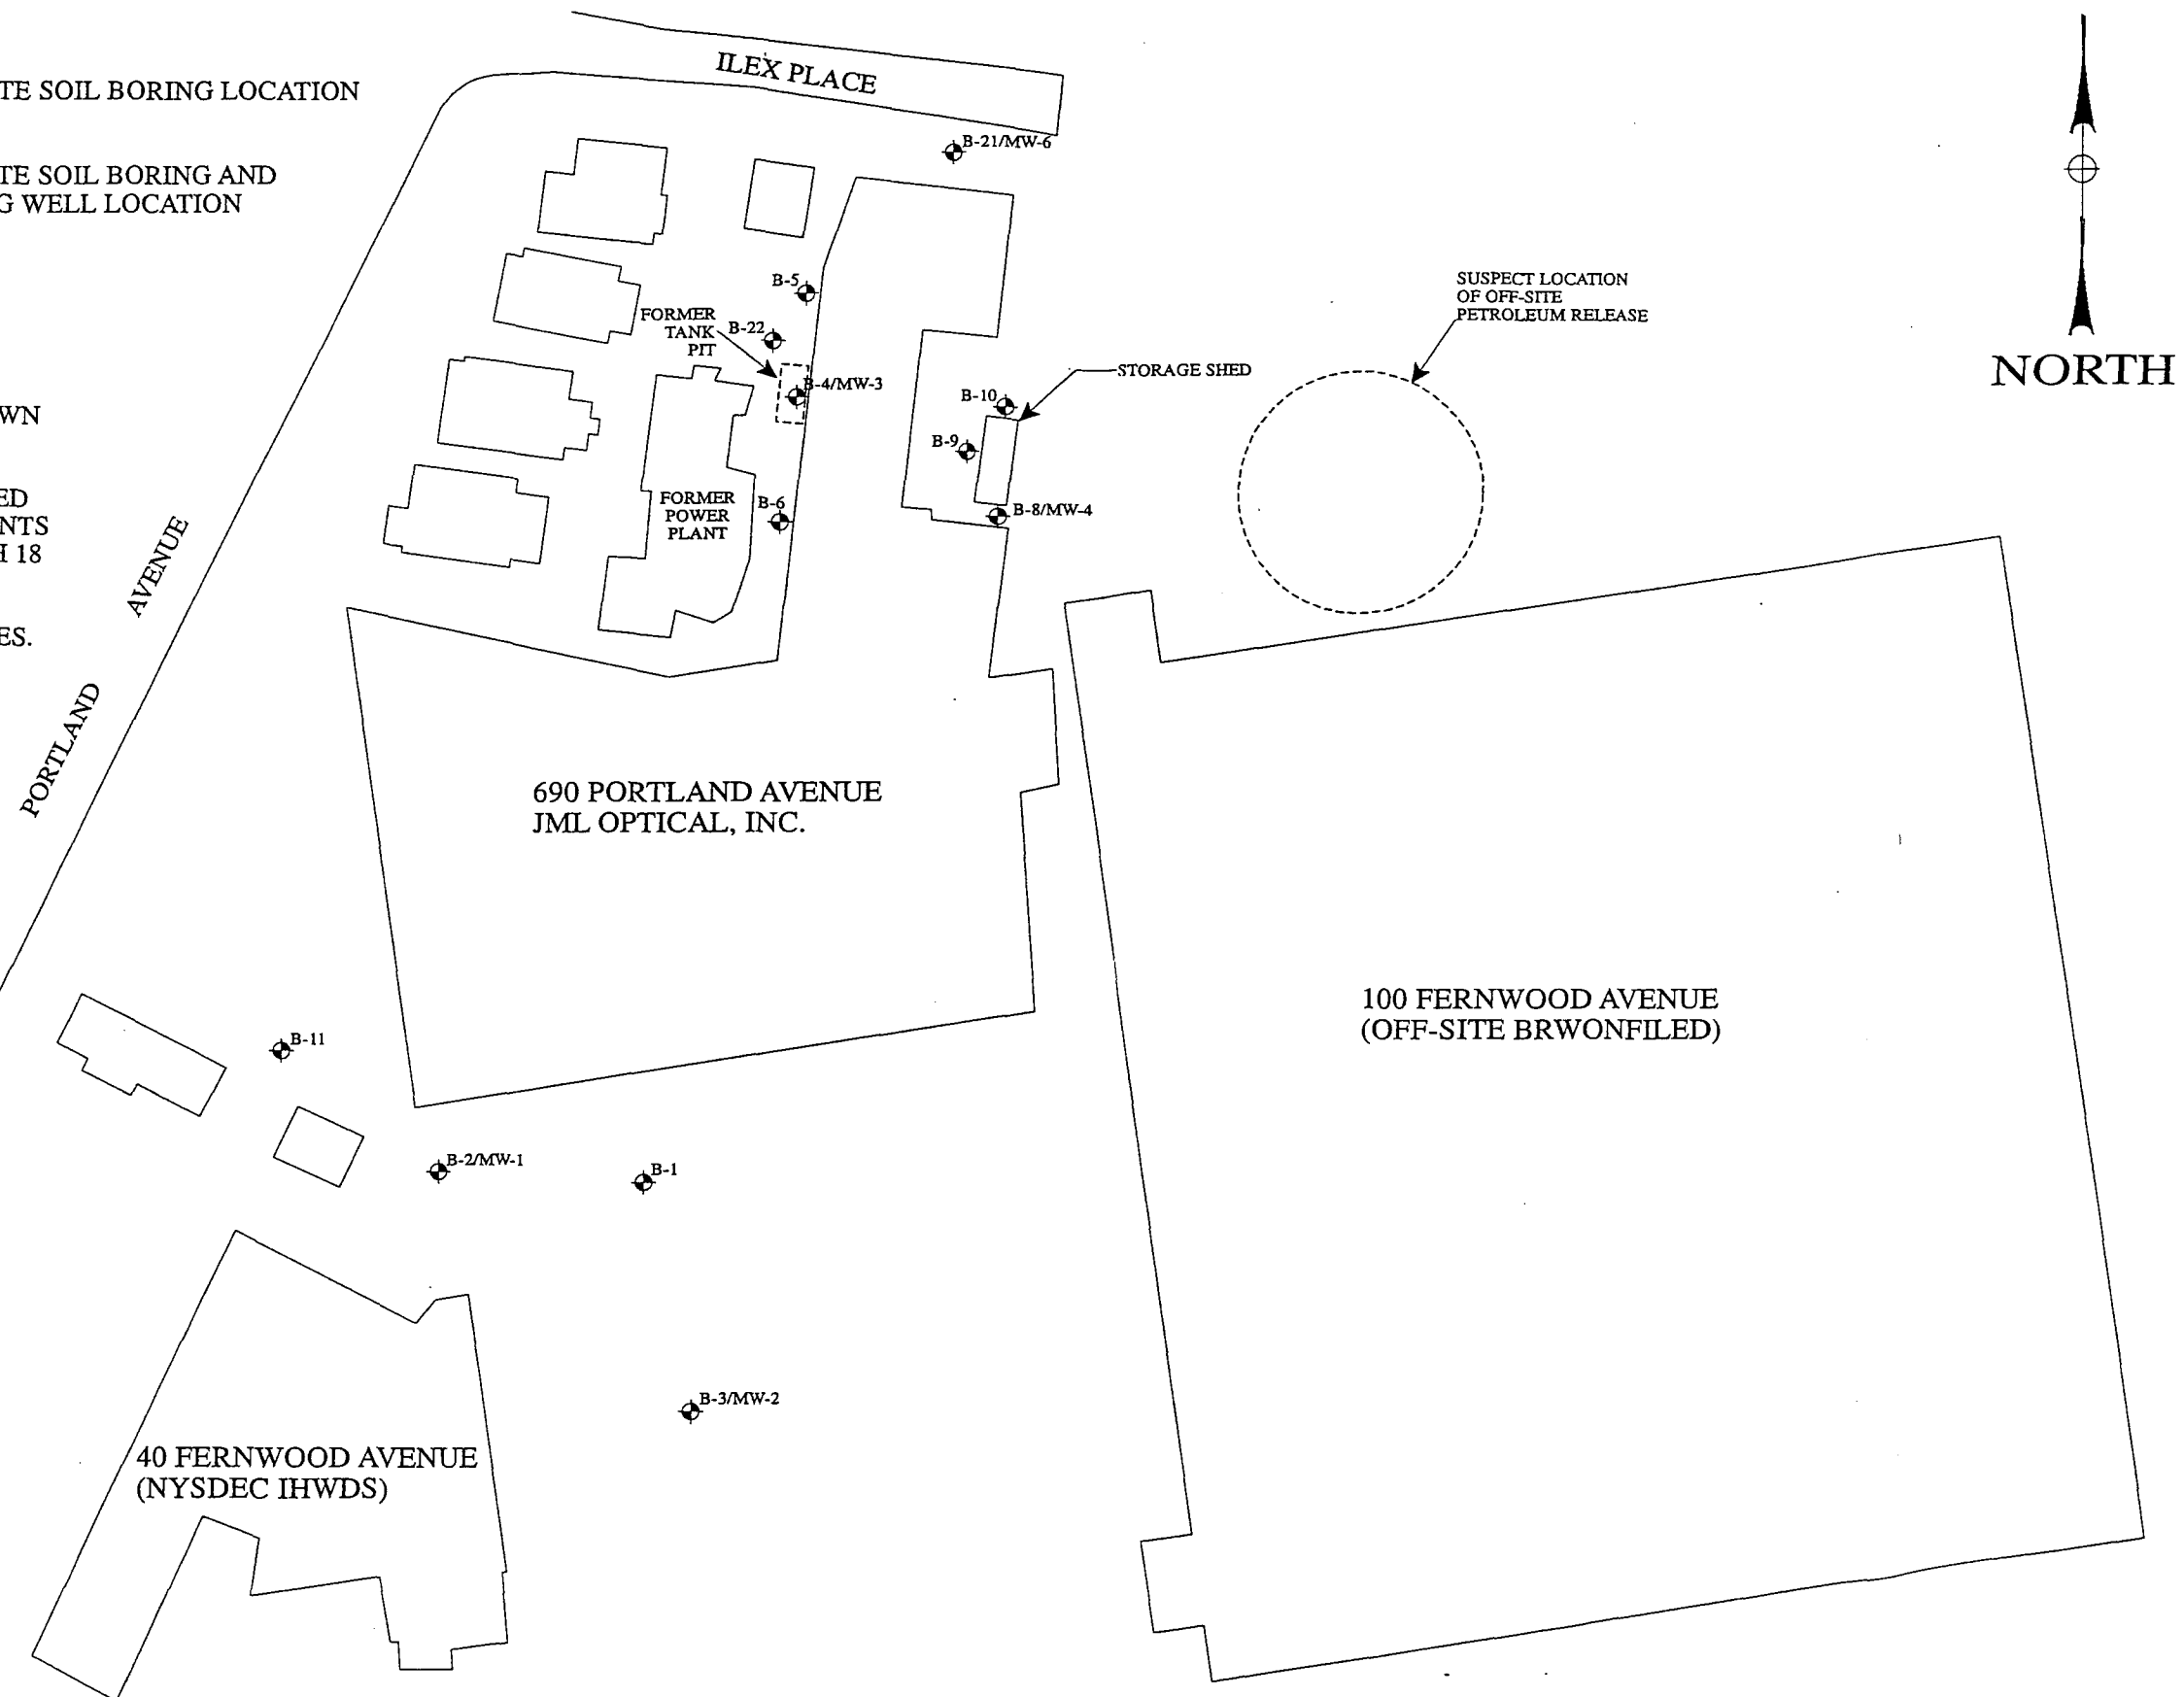 TE SOIL BORING LOCATION
TE SOIL BORING AND
G WELL LOCATION
WN
ED
NTS
H 18
ES.
ILEX PLACE
B-21/MW-6
B-5
FORMER
TANK
PIT
B-22
B-4/MW-3
SUSPECT LOCATION
OF OFF-SITE
PETROLEUM RELEASE
NORTH
STORAGE SHED
B-10
B-9
B-8/MW-4
FORMER
POWER
PLANT
B-6
PORTLAND AVENUE
690 PORTLAND AVENUE
JML OPTICAL, INC.
100 FERNWOOD AVENUE
(OFF-SITE BRWONFILED)
B-11
B-2/MW-1
B-1
B-3/MW-2
40 FERNWOOD AVENUE
(NYSDEC IHWDS)